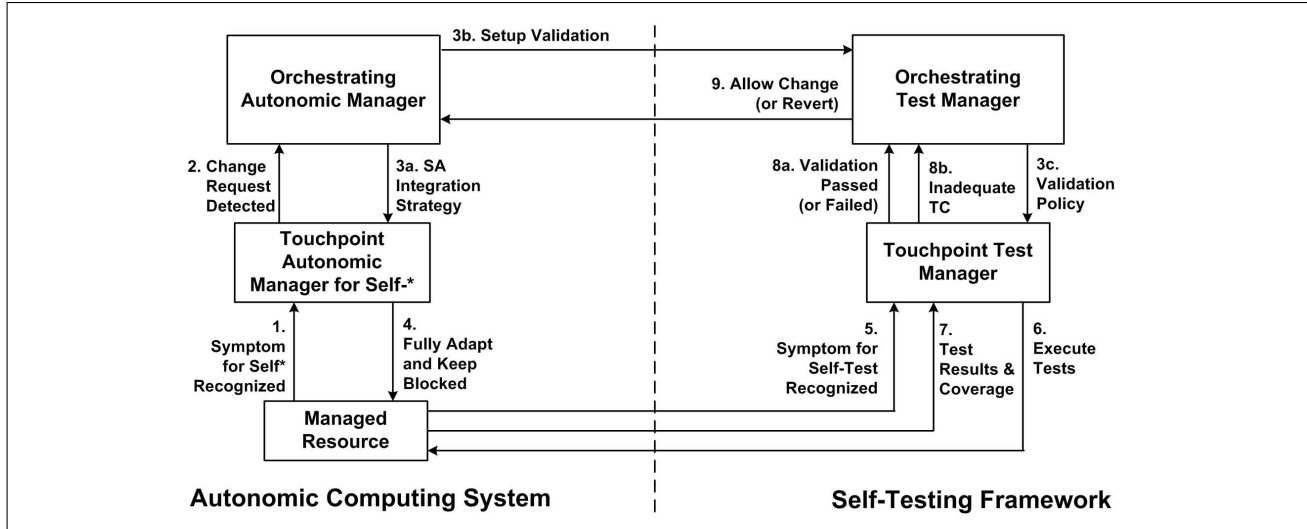 3b. Setup Validation
Orchestrating
Autonomic Manager
Orchestrating
Test Manager
9. Allow Change
(or Revert)
2. Change
Request
Detected
3a. SA
Integration
Strategy
8a. Validation
Passed
(or Failed)
8b.
Inadequate
TC
3c.
Validation
Policy
Touchpoint
Autonomic
Manager for Self-*
Touchpoint Test
Manager
1.
Symptom
for Self*
Recognized
4.
Fully Adapt
and Keep
Blocked
5.
Symptom for
Self-Test
Recognized
7.
Test
Results &
Coverage
6.
Execute
Tests
Managed
Resource
Autonomic Computing System
Self-Testing Framework